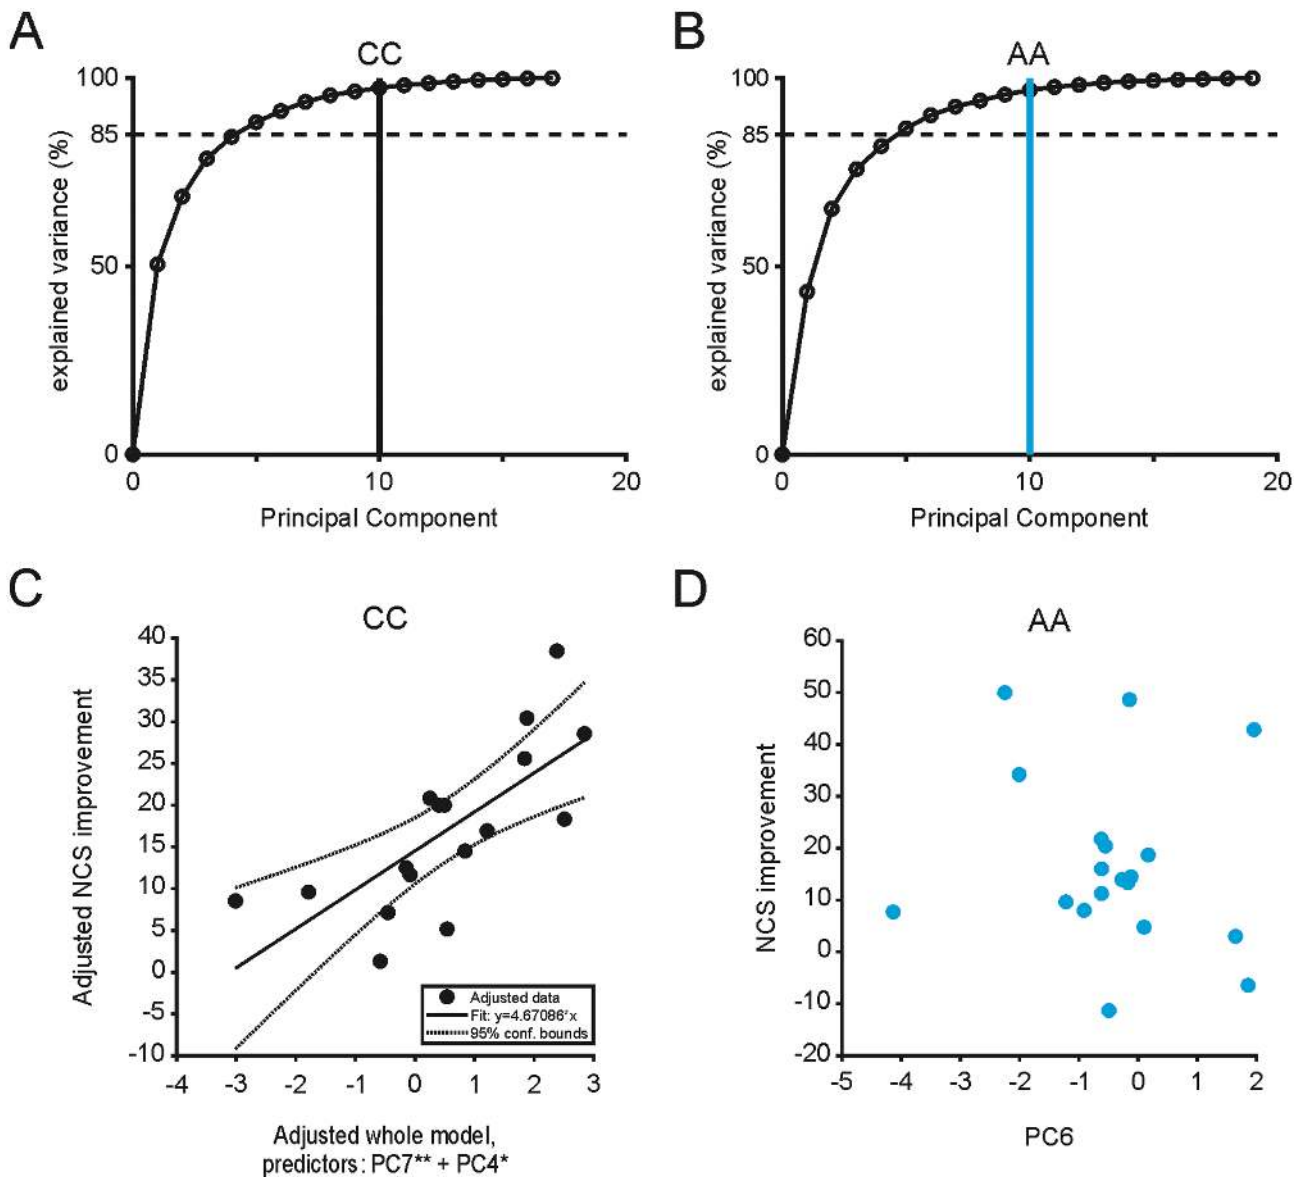 A
CC
100
85
50
0
explained variance (%)
0
10
20
Principal Component
B
AA
100
85
50
0
explained variance (%)
0
10
20
Principal Component
C
CC
40
35
30
25
20
15
10
5
0
-5
-10
Adjusted NCS improvement
Adjusted data
Fit: y=4.67086*x
95% conf. bounds
-4 -3 -2 -1 0 1 2 3
Adjusted whole model,
predictors: PC7** + PC4*
D
AA
60
50
40
30
20
10
0
-10
-20
NCS improvement
-5 -4 -3 -2 -1 0 1 2
PC6